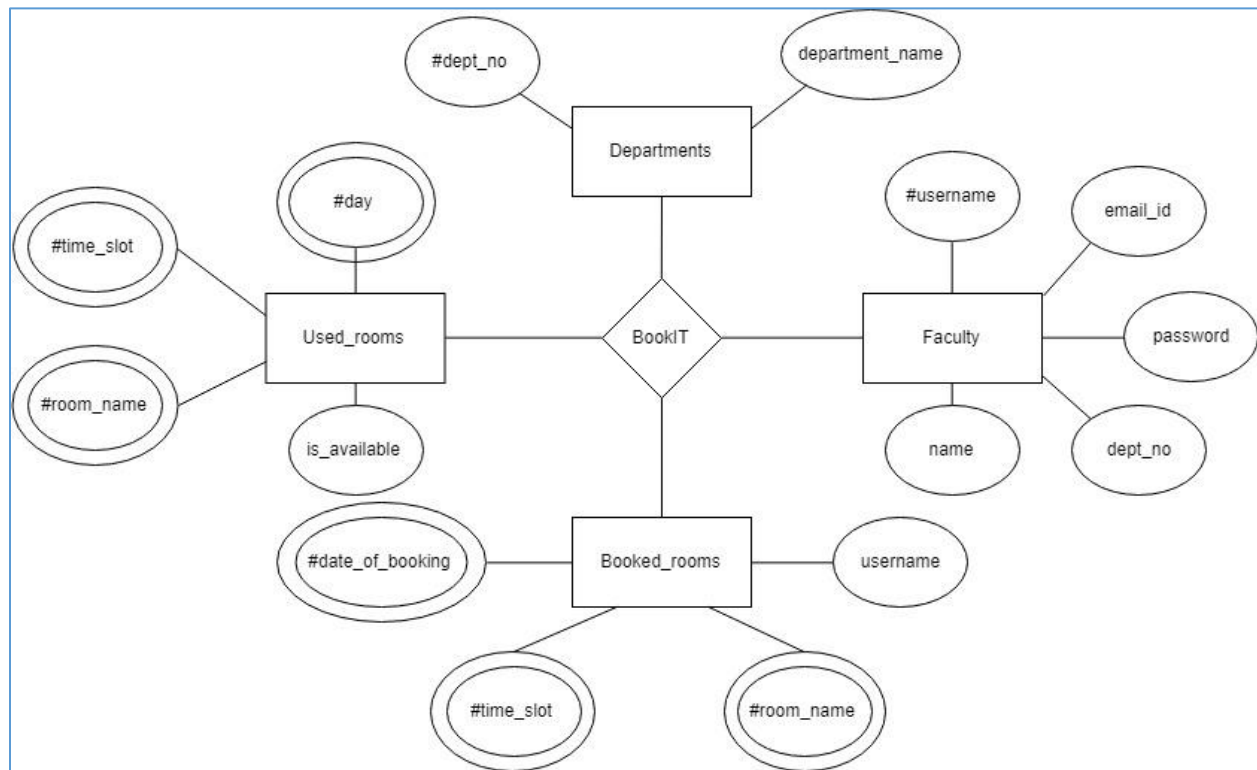 #dept_no
department_name
Departments
#day
#username
email_id
#time_slot
Used_rooms
BookIT
Faculty
password
#room_name
is_available
name
dept_no
#date_of_booking
Booked_rooms
username
#time_slot
#room_name